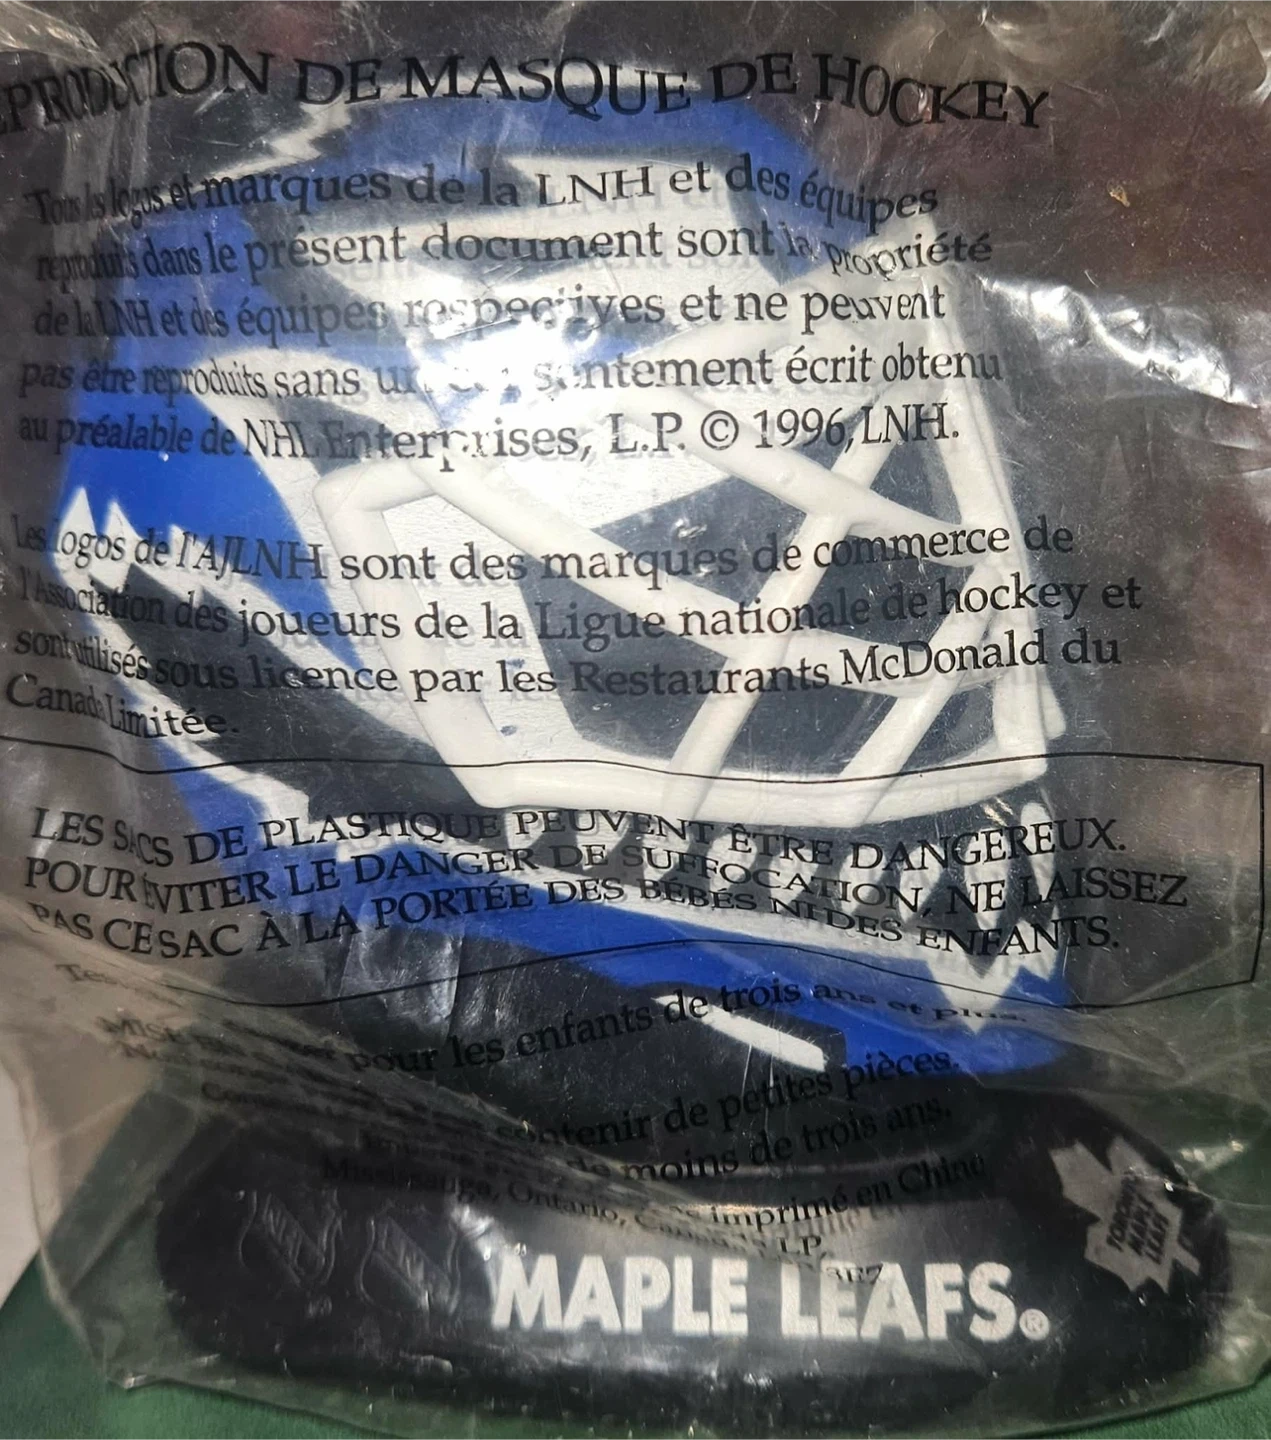 PRODUCTION DE MASQUE DE HOCKEY
Tous les logos et marques de la LNH et des équipes
reproduits dans le présent document sont la propriété
de la LNH et des équipes respectives et ne peuvent
pas être reproduits sans un sentement écrit obtenu
au préalable de NHL Enterprises, L.P. © 1996, LNH.
Les logos de l'AJLNH sont des marques de commerce de
l'Association des joueurs de la Ligue nationale de hockey et
sont utilisés sous licence par les Restaurants McDonald du
Canada Limitée.
LES SACS DE PLASTIQUE PEUVENT ÊTRE DANGEREUX.
POUR ÉVITER LE DANGER DE SUFFOCATION, NE LAISSEZ
PAS CE SAC À LA PORTÉE DES BÉBÉS NI DES ENFANTS.
pour les enfants de trois ans et plus.
contenir de petites pièces.
de moins de trois ans.
imprimé en Chine
Mississauga, Ontario, LP
TORONTO
MAPLE
LEAFS
MAPLE LEAFS®